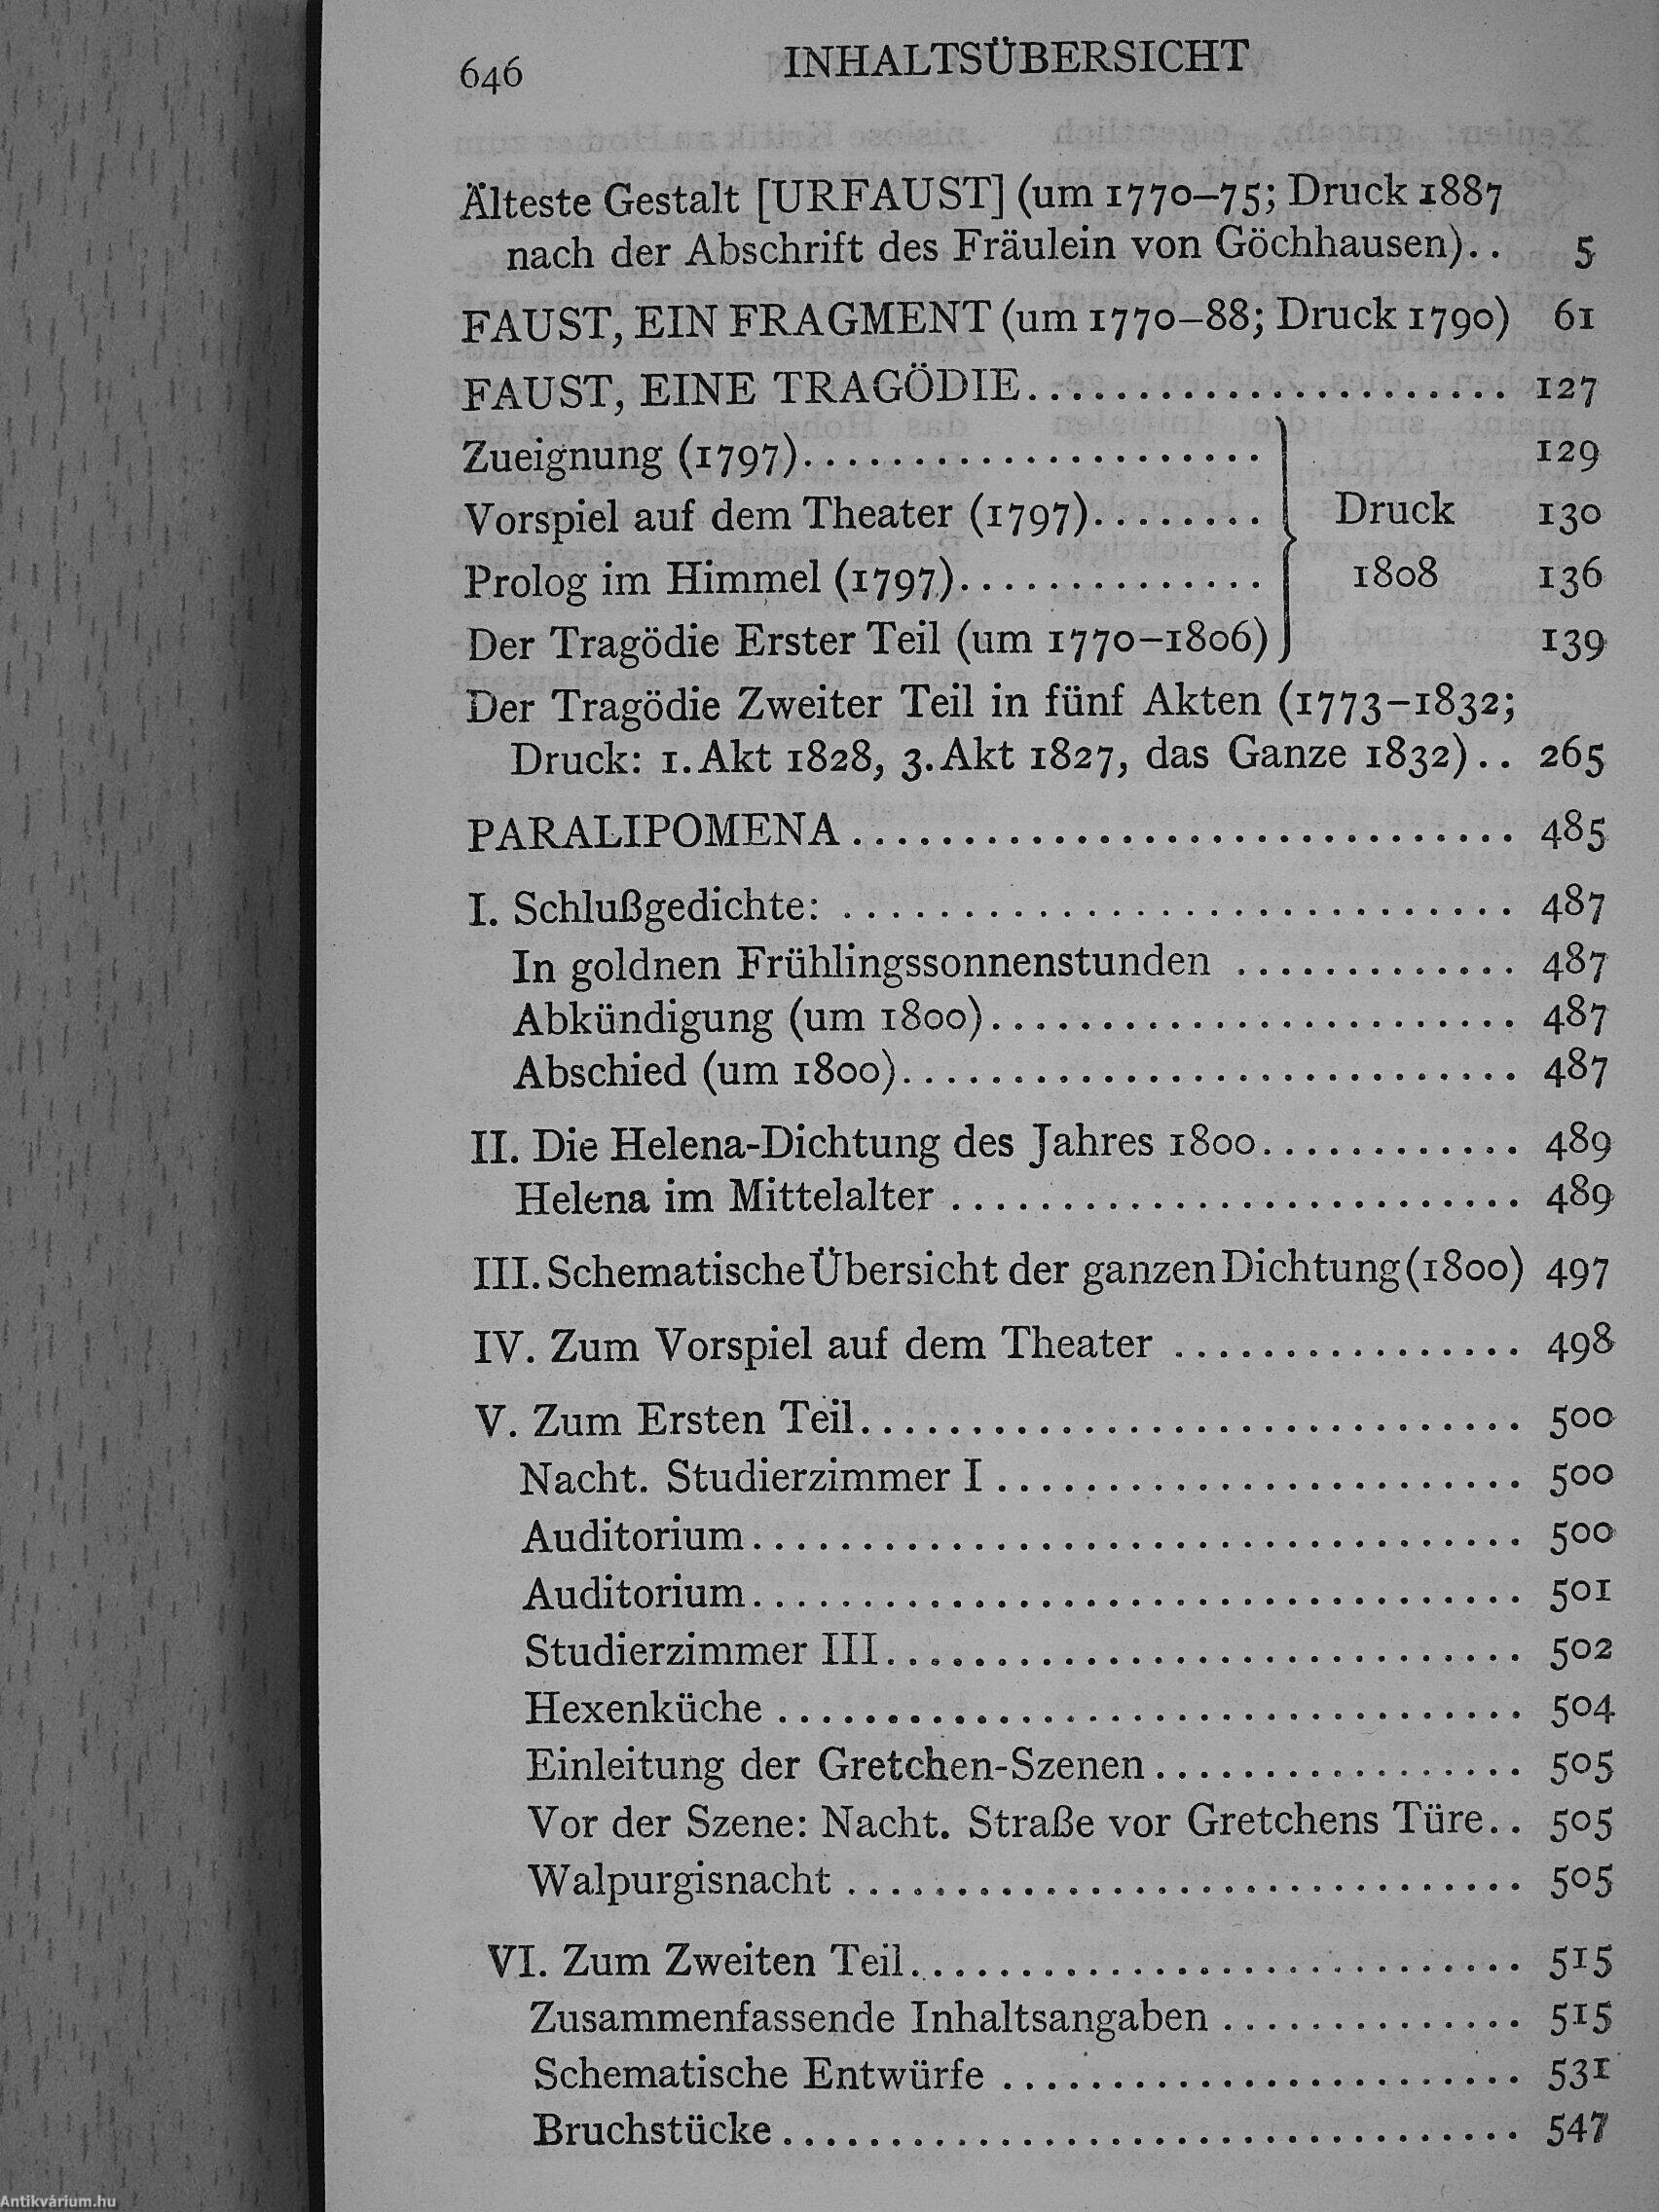 646 INHALTSÜBERSICHT
Älteste Gestalt [URFAUST] (um 1770–75; Druck 1887
nach der Abschrift des Fräulein von Göchhausen).. 5
FAUST, EIN FRAGMENT (um 1770–88; Druck 1790) 61
FAUST, EINE TRAGÖDIE...................... 127
Zueignung (1797)..................... 129
Vorspiel auf dem Theater (1797)........ Druck 130
Prolog im Himmel (1797).............. 1808 136
Der Tragödie Erster Teil (um 1770–1806) 139
Der Tragödie Zweiter Teil in fünf Akten (1773–1832;
Druck: 1. Akt 1828, 3. Akt 1827, das Ganze 1832).. 265
PARALIPOMENA.............................. 485
I. Schlußgedichte: ............................ 487
In goldnen Frühlingssonnenstunden ............. 487
Abkündigung (um 1800)........................ 487
Abschied (um 1800)............................ 487
II. Die Helena-Dichtung des Jahres 1800............ 489
Helena im Mittelalter .......................... 489
III. Schematische Übersicht der ganzen Dichtung (1800) 497
IV. Zum Vorspiel auf dem Theater ................ 498
V. Zum Ersten Teil.............................. 500
Nacht. Studierzimmer I ........................ 500
Auditorium................................... 500
Auditorium................................... 501
Studierzimmer III............................. 502
Hexenküche .................................. 504
Einleitung der Gretchen-Szenen ................. 505
Vor der Szene: Nacht. Straße vor Gretchens Türe.. 505
Walpurgisnacht ............................... 505
VI. Zum Zweiten Teil............................ 515
Zusammenfassende Inhaltsangaben .............. 515
Schematische Entwürfe ........................ 531
Bruchstücke.................................. 547
Antikvárium.hu